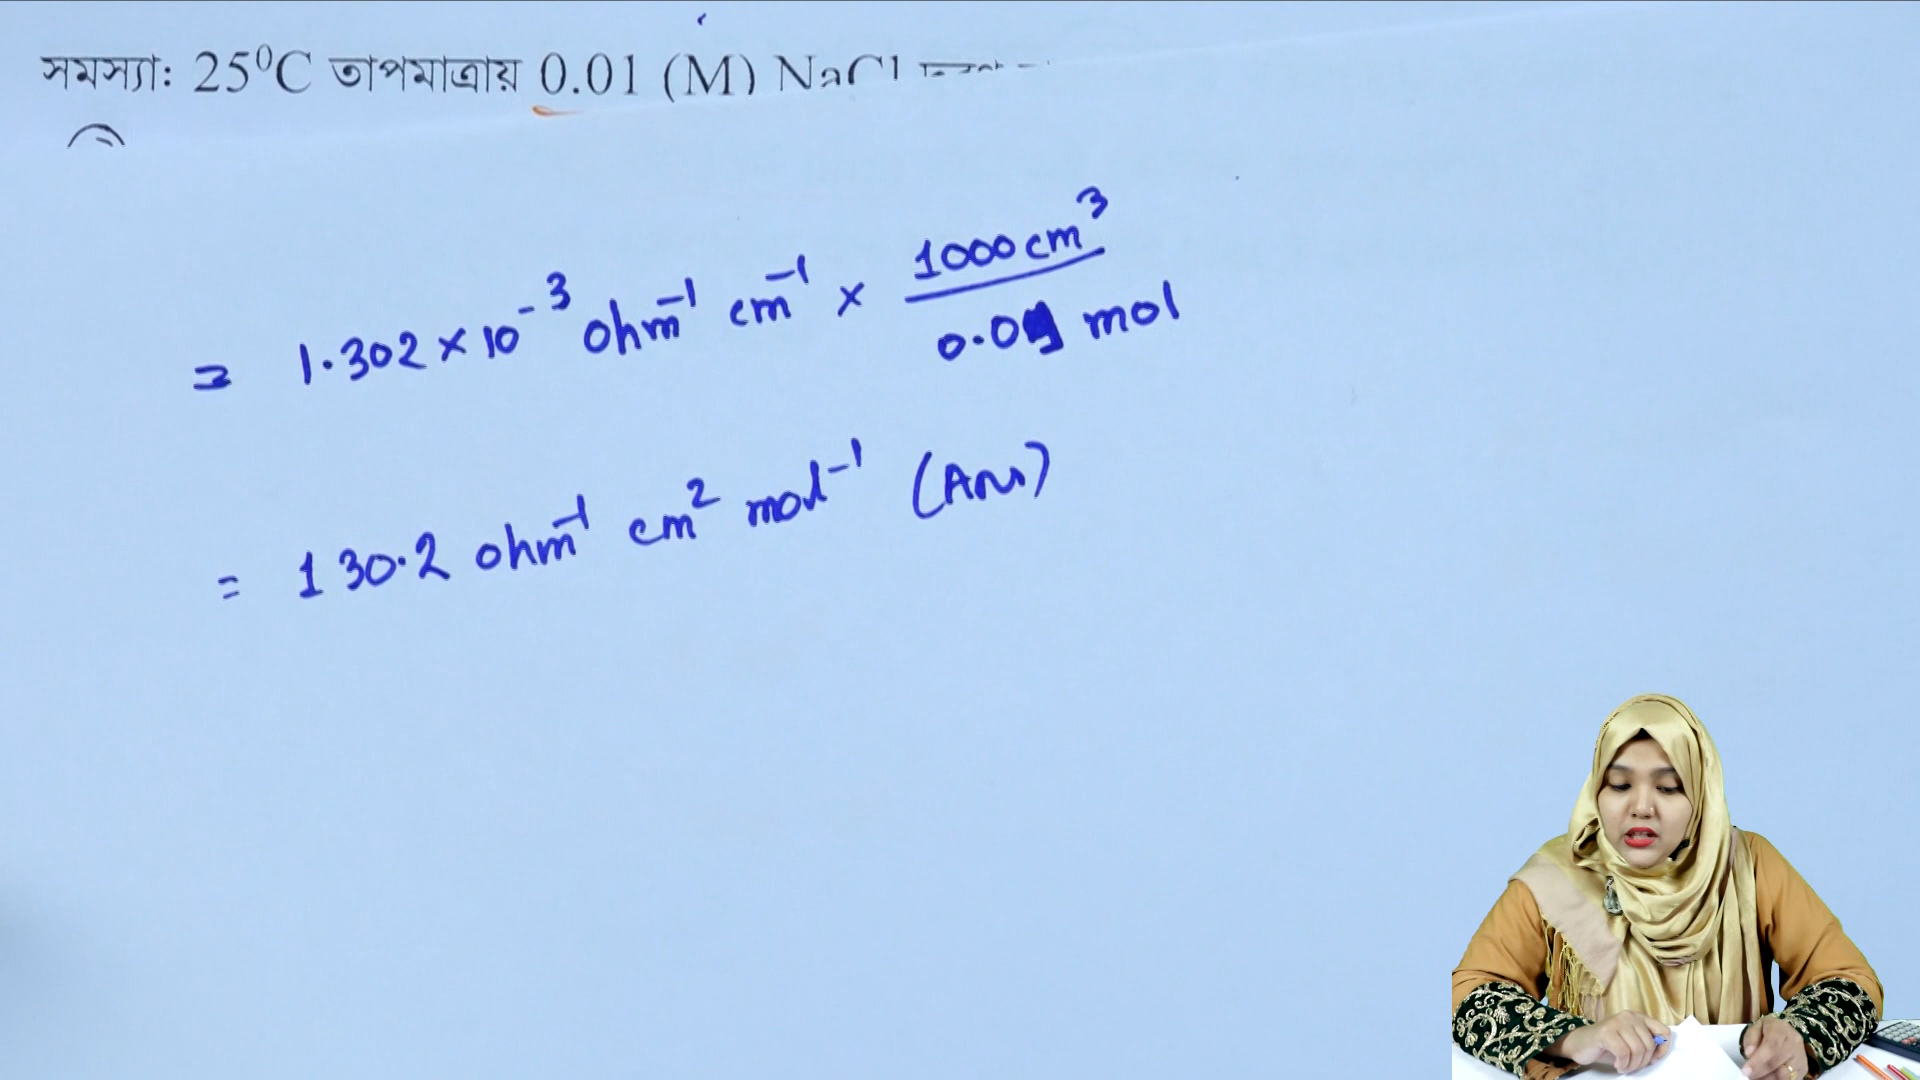 সমস্যাঃ 25⁰C তাপমাত্রায় 0.01 (M) NaCl
= 1.302 × 10⁻³ ohm⁻¹ cm⁻¹ × 1000 cm³ / 0.01 mol
= 130.2 ohm⁻¹ cm² mol⁻¹ (Ans)